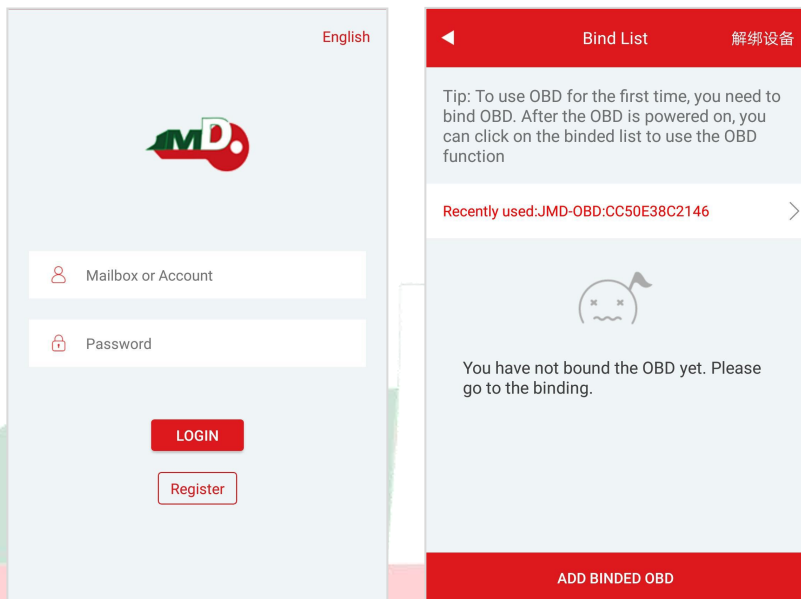 English
JMD
Mailbox or Account
Password
LOGIN
Register
Bind List
解绑设备
Tip: To use OBD for the first time, you need to
bind OBD. After the OBD is powered on, you
can click on the binded list to use the OBD
function
Recently used:JMD-OBD:CC50E38C2146
You have not bound the OBD yet. Please
go to the binding.
ADD BINDED OBD